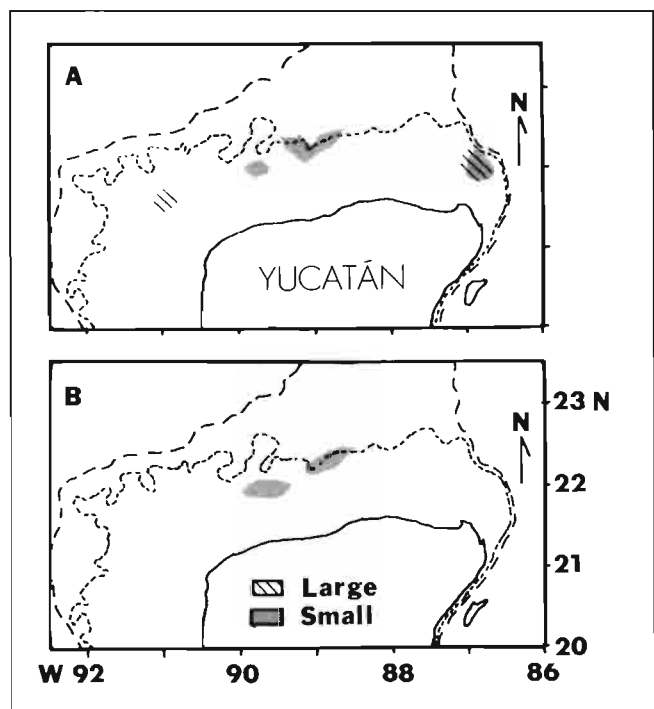 A
N
YUCATÁN
B
23 N
N
22
21
Large
Small
20
W 92 90 88 86